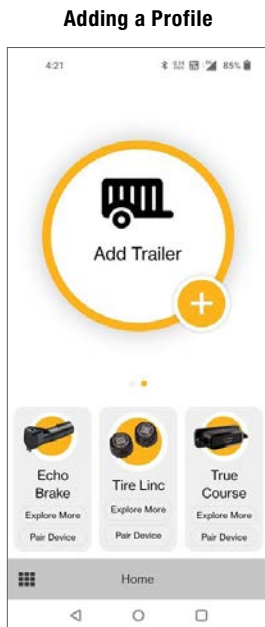 Adding a Profile
4:21
85%
Add Trailer
Echo
Brake
Explore More
Pair Device
Tire Linc
Explore More
Pair Device
True
Course
Explore More
Pair Device
Home